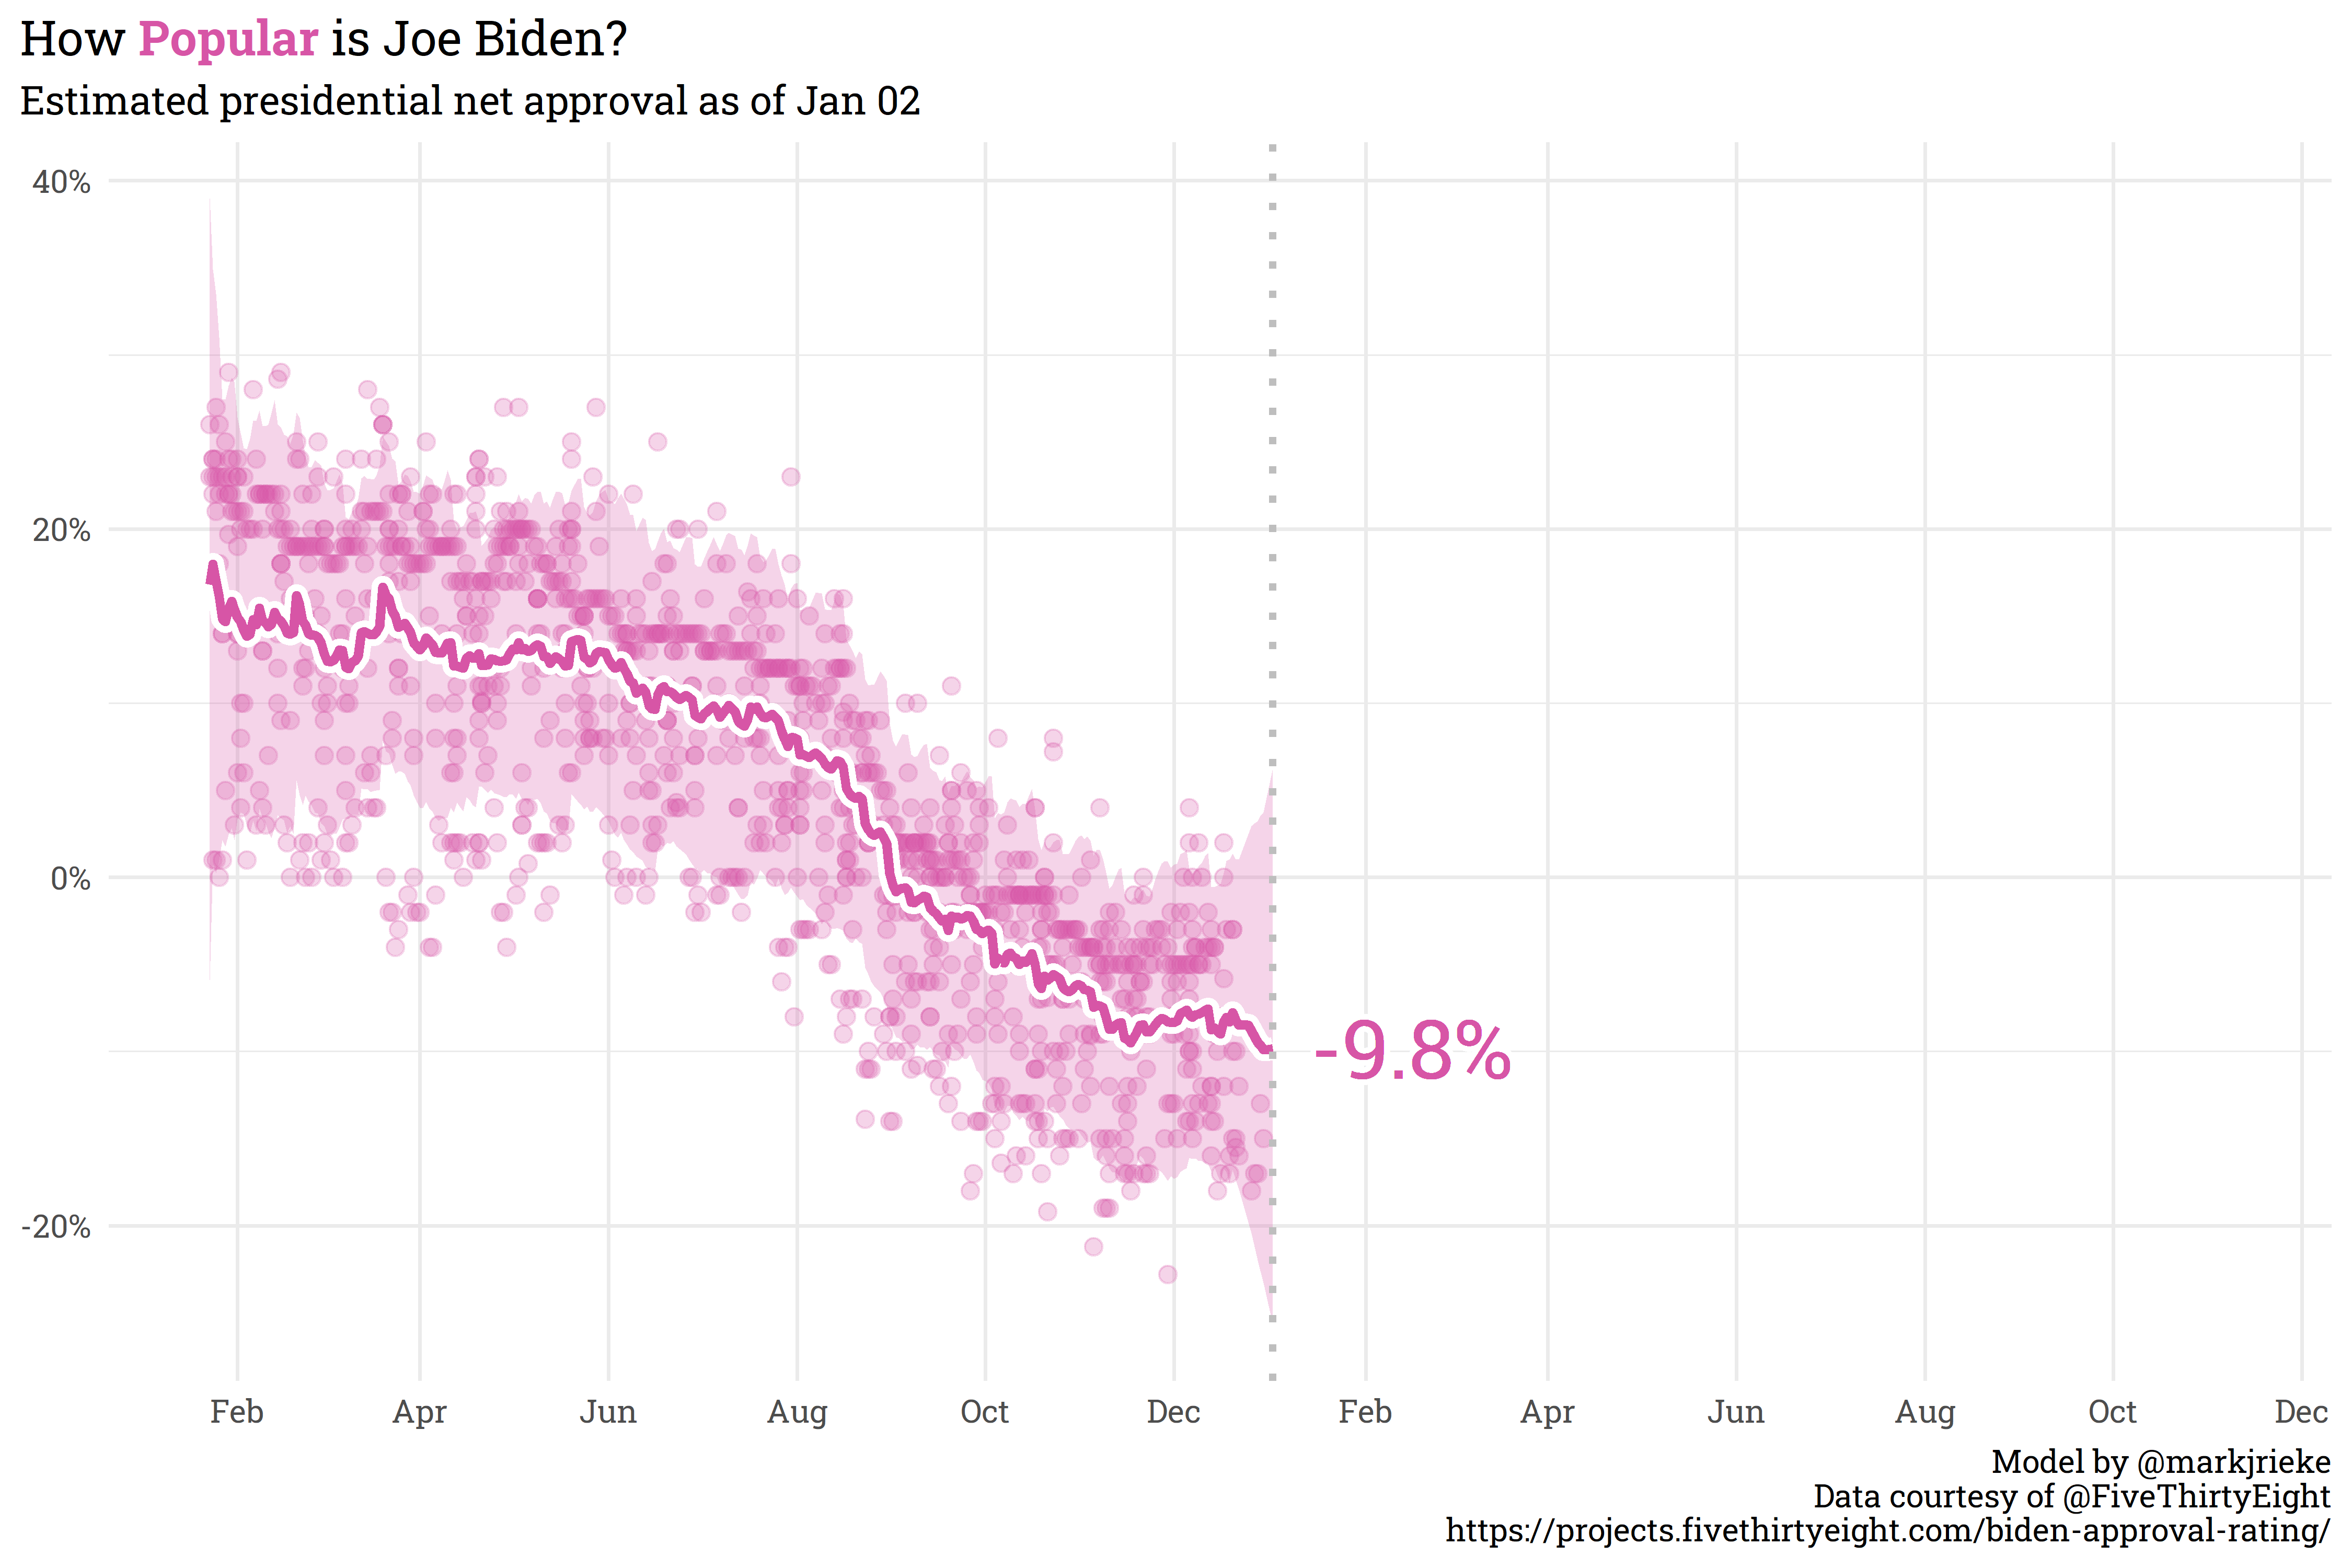 How Popular is Joe Biden?
Estimated presidential net approval as of Jan 02
40%
20%
0%
-20%
-9.8%
Feb Apr Jun Aug Oct Dec Feb Apr Jun Aug Oct Dec
Model by @markjrieke
Data courtesy of @FiveThirtyEight
https://projects.fivethirtyeight.com/biden-approval-rating/